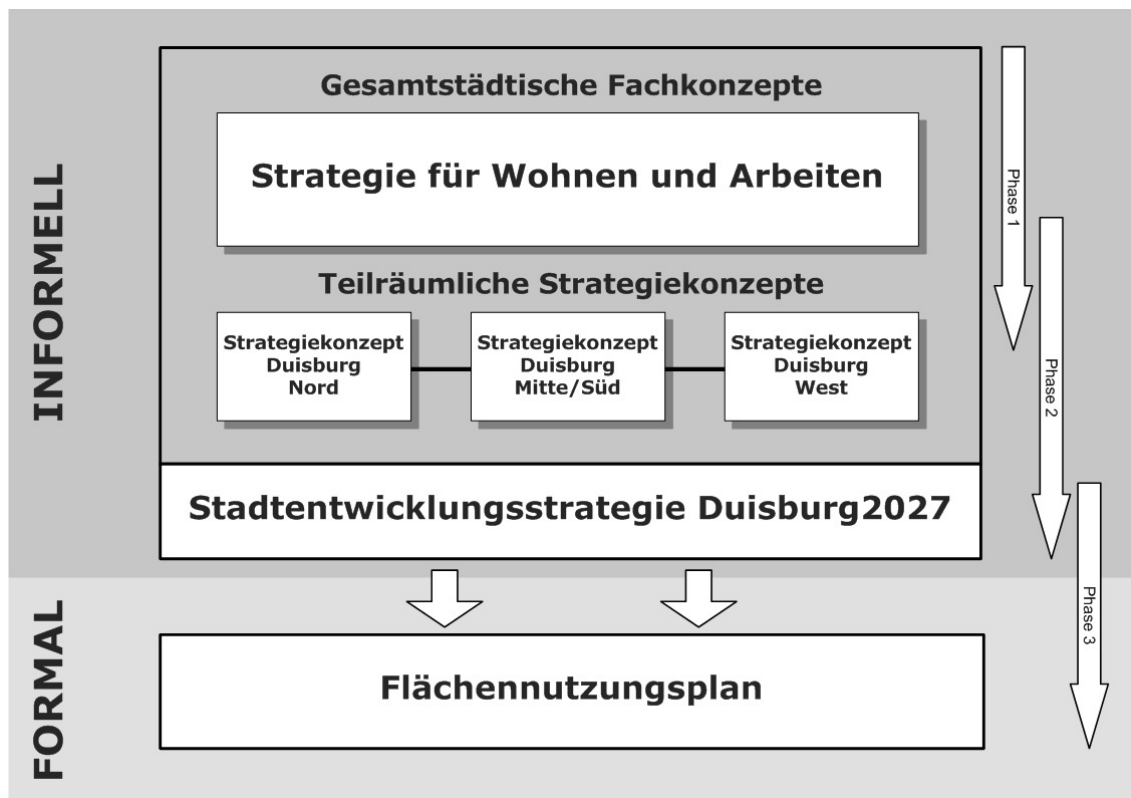 INFORMELL
Gesamtstädtische Fachkonzepte
Strategie für Wohnen und Arbeiten
Teilräumliche Strategiekonzepte
Strategiekonzept
Duisburg
Nord
Strategiekonzept
Duisburg
Mitte/Süd
Strategiekonzept
Duisburg
West
Stadtentwicklungsstrategie Duisburg2027
FORMAL
Flächennutzungsplan
Phase 1
Phase 2
Phase 3